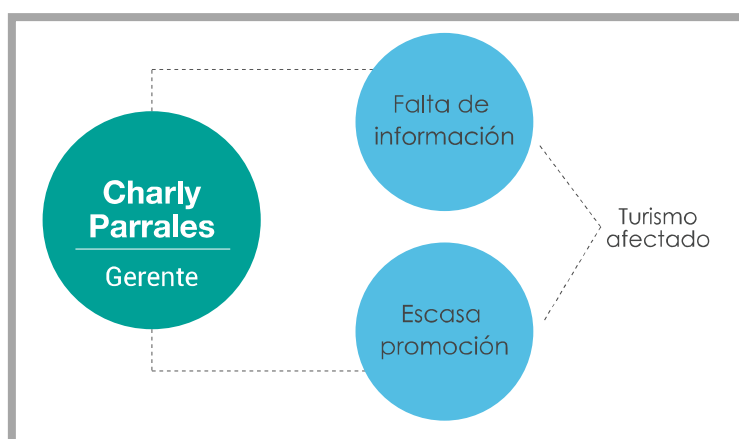 Charly
Parrales
Gerente
Falta de
información
Escasa
promoción
Turismo
afectado